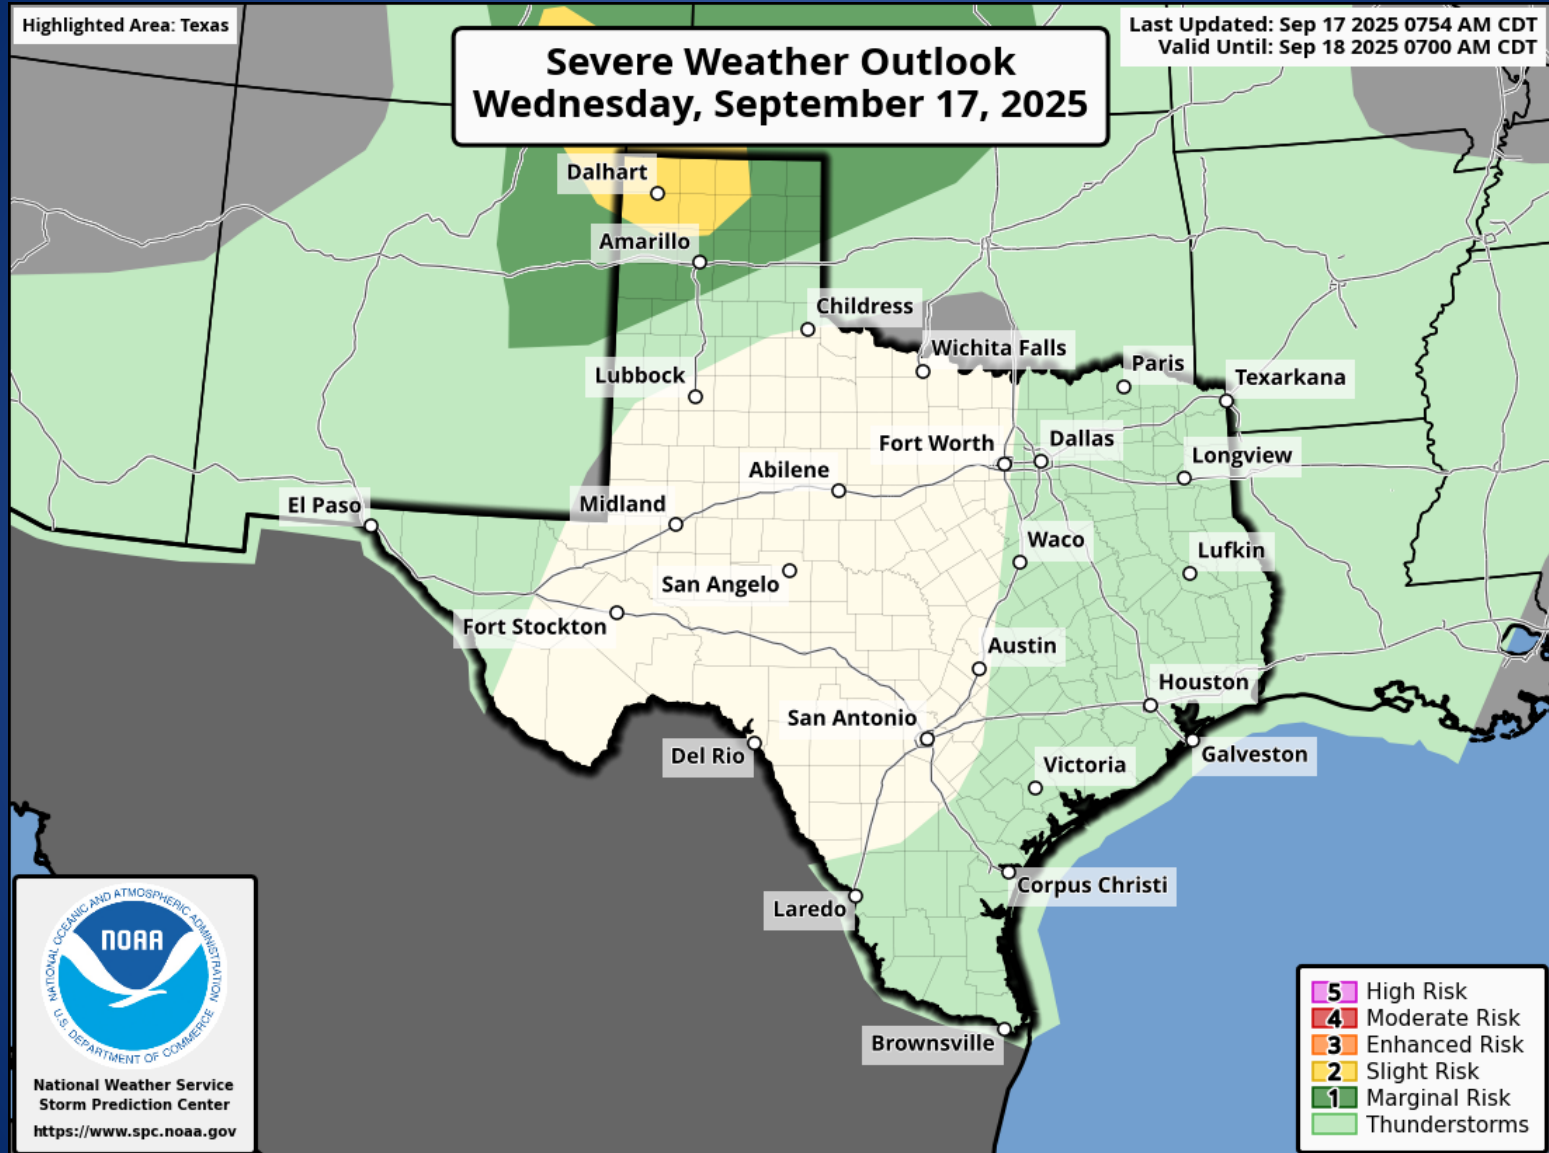 Highlighted Area: Texas
Severe Weather Outlook
Wednesday, September 17, 2025
Last Updated: Sep 17 2025 0754 AM CDT
Valid Until: Sep 18 2025 0700 AM CDT
Dalhart
Amarillo
Childress
Wichita Falls
Paris
Lubbock
Texarkana
Fort Worth
Dallas
Longview
Abilene
El Paso
Midland
Waco
Lufkin
San Angelo
Fort Stockton
Austin
Houston
San Antonio
Del Rio
Galveston
Victoria
Corpus Christi
Laredo
Brownsville
NATIONAL OCEANIC AND ATMOSPHERIC ADMINISTRATION
NOAA
U.S. DEPARTMENT OF COMMERCE
National Weather Service
Storm Prediction Center
https://www.spc.noaa.gov
5 High Risk
4 Moderate Risk
3 Enhanced Risk
2 Slight Risk
1 Marginal Risk
Thunderstorms